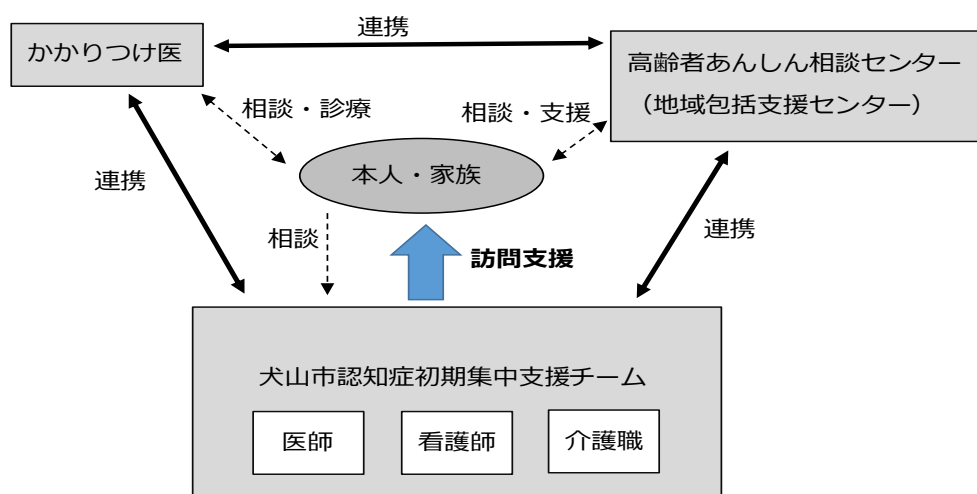 連携
かかりつけ医
高齢者あんしん相談センター
（地域包括支援センター）
相談・診療
相談・支援
本人・家族
連携
連携
相談
訪問支援
犬山市認知症初期集中支援チーム
医師
看護師
介護職